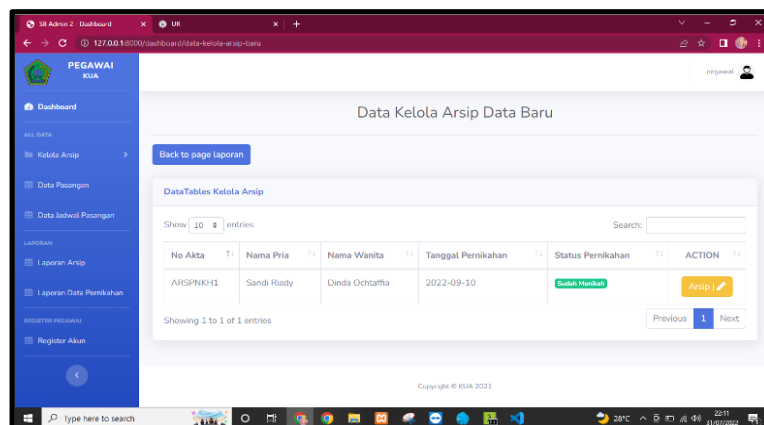 SB Admin 2 - Dashboard
UK
127.0.0.1:8000/dashboard/data-kelola-arsip-baru
PEGAWAI
KUA
pegawai
Dashboard
ALL DATA
Kelola Arsip
Data Pasangan
Data Jadwal Pasangan
LAPORAN
Laporan Arsip
Laporan Data Pernikahan
REGISTER PEGAWAI
Register Akun
Data Kelola Arsip Data Baru
Back to page laporan
DataTables Kelola Arsip
Show 10 entries Search:
No Akta Nama Pria Nama Wanita Tanggal Pernikahan Status Pernikahan ACTION
ARSPNKH1 Sandi Riady Dinda Ochtaffia 2022-09-10 Sudah Menikah Arsip |
Showing 1 to 1 of 1 entries Previous 1 Next
Copyright © KUA 2021
Type here to search 28°C 22:11
31/07/2022